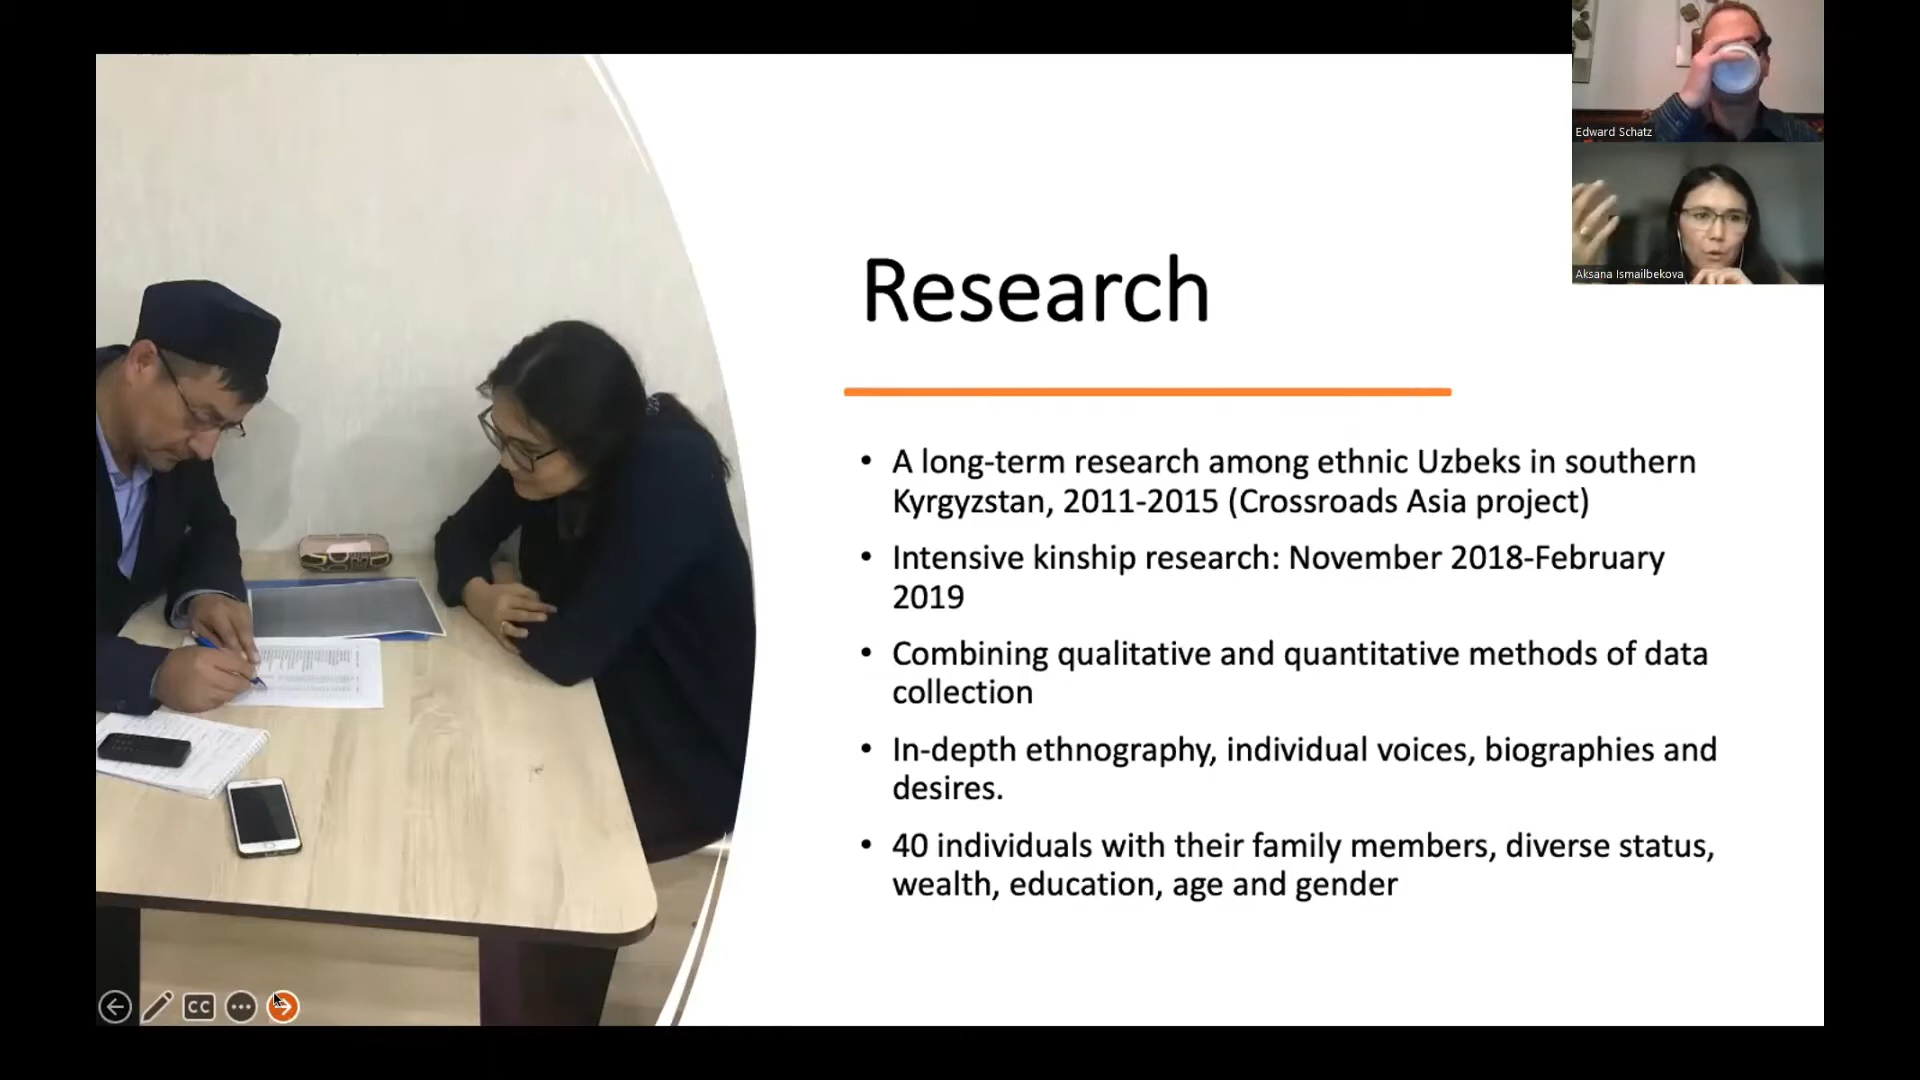 Edward Schatz
Aksana Ismailbekova
Research
• A long-term research among ethnic Uzbeks in southern
Kyrgyzstan, 2011-2015 (Crossroads Asia project)
• Intensive kinship research: November 2018-February
2019
• Combining qualitative and quantitative methods of data
collection
• In-depth ethnography, individual voices, biographies and
desires.
• 40 individuals with their family members, diverse status,
wealth, education, age and gender
CC